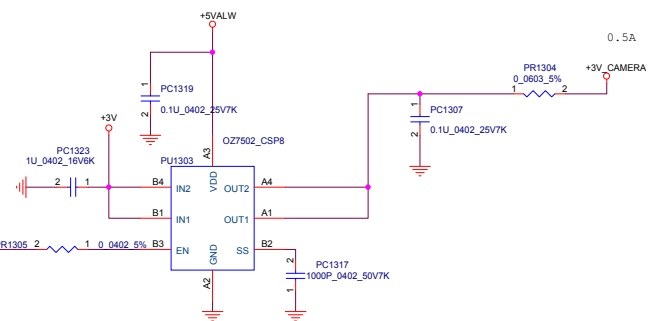 +5VALW
0.5A
PR1304
0_0603_5%
+3V_CAMERA
1
2
1
PC1319
2
0.1U_0402_25V7K
1
PC1307
2
0.1U_0402_25V7K
+3V
OZ7502_CSP8
PC1323
1U_0402_16V6K
PU1303
A3
VDD
2
1
B4
IN2
OUT2
A4
B1
IN1
OUT1
A1
PR1305
2
1
0_0402_5%
B3
EN
GND
SS
B2
A2
2
PC1317
1000P_0402_50V7K
1